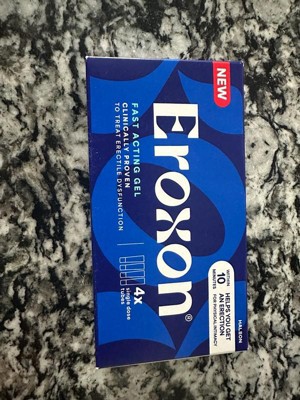 NEW
Eroxon®
FAST ACTING GEL
CLINICALLY PROVEN
TO TREAT ERECTILE DYSFUNCTION
4x
single dose
tubes
WITHIN
10
MINUTES
HELPS YOU GET
AN ERECTION
FOR PHYSICAL INTIMACY
HALEON